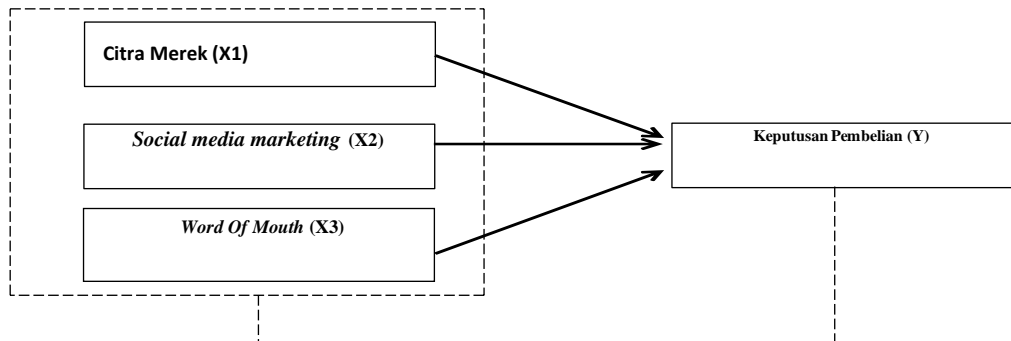 Citra Merek (X1)
Social media marketing (X2)
Keputusan Pembelian (Y)
Word Of Mouth (X3)